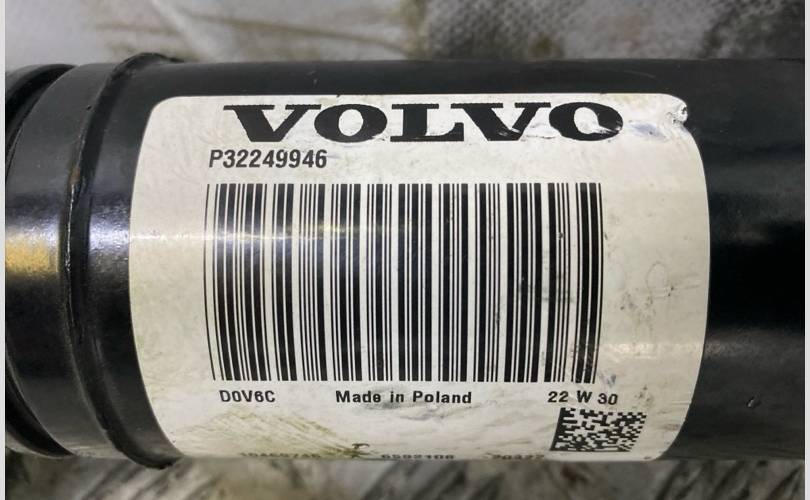 VOLVO
P32249946
D0V6C Made in Poland 22 W 30